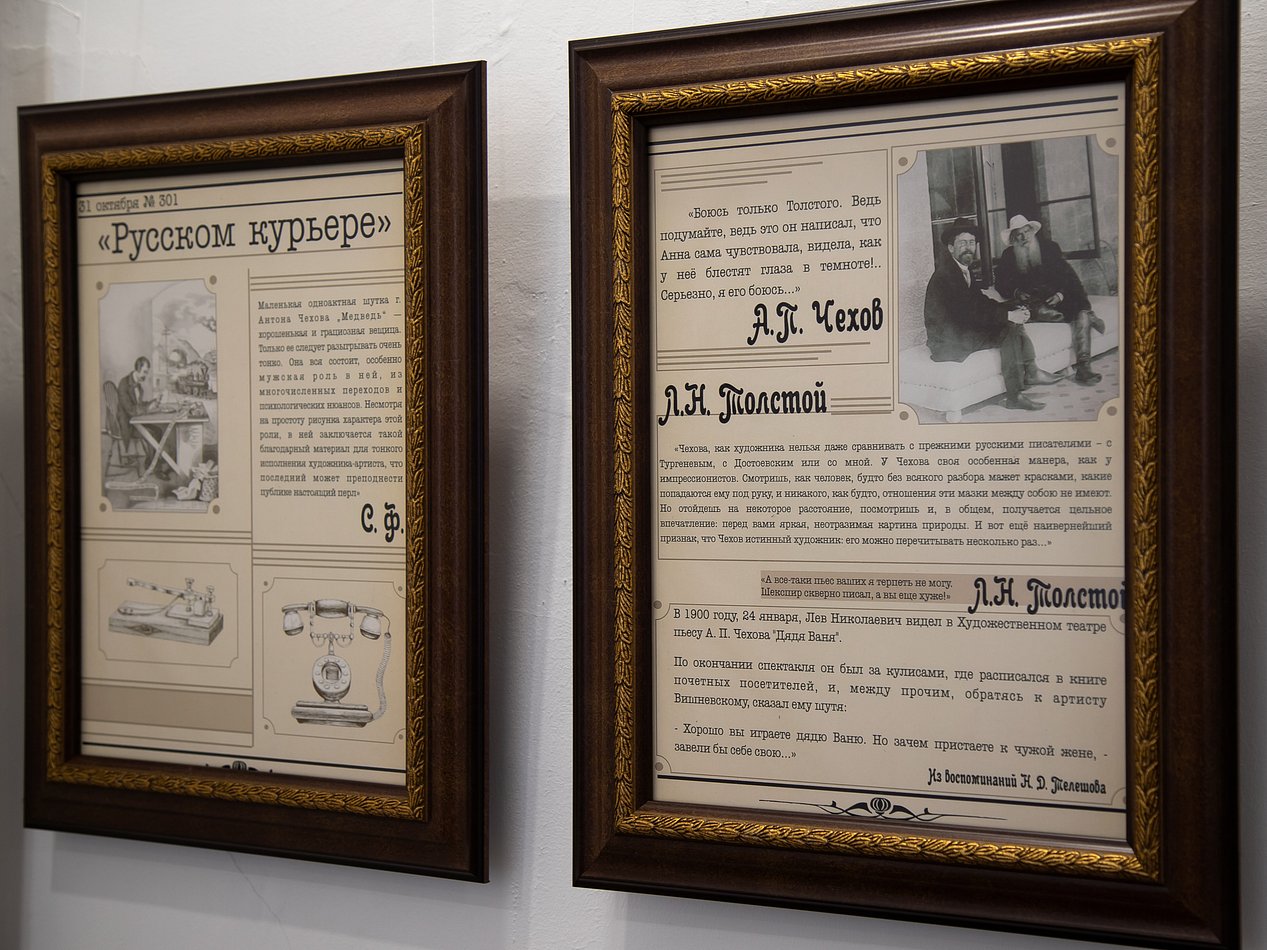 31 октября № 301
«Русском курьере»
Маленькая одноактная шутка г.
Антона Чехова „Медведь“ —
хорошенькая и грациозная вещица.
Только ее следует разыгрывать очень
тонко. Она вся состоит, особенно
мужская роль в ней, из
многочисленных переходов и
психологических нюансов. Несмотря
на простоту рисунка характера этой
роли, в ней заключается такой
благодарный материал для тонкого
исполнения художника-артиста, что
последний может преподнести
публике настоящий перл»
С. Ф.
«Боюсь только Толстого. Ведь
подумайте, ведь это он написал, что
Анна сама чувствовала, видела, как
у неё блестят глаза в темноте!..
Серьезно, я его боюсь...»
А.П. Чехов
Л.Н. Толстой
«Чехова, как художника нельзя даже сравнивать с прежними русскими писателями – с
Тургеневым, с Достоевским или со мной. У Чехова своя особенная манера, как у
импрессионистов. Смотришь, как человек, будто без всякого разбора мажет красками, какие
попадаются ему под руку, и никакого, как будто, отношения эти мазки между собою не имеют.
Но отойдешь на некоторое расстояние, посмотришь и, в общем, получается цельное
впечатление: перед вами яркая, неотразимая картина природы. И вот ещё наивернейший
признак, что Чехов истинный художник: его можно перечитывать несколько раз...»
«А все-таки пьес ваших я терпеть не могу.
Шекспир скверно писал, а вы еще хуже!»
Л.Н. Толстой
В 1900 году, 24 января, Лев Николаевич видел в Художественном театре
пьесу А. П. Чехова "Дядя Ваня".
По окончании спектакля он был за кулисами, где расписался в книге
почетных посетителей, и, между прочим, обратясь к артисту
Вишневскому, сказал ему шутя:
- Хорошо вы играете дядю Ваню. Но зачем пристаете к чужой жене, -
завели бы себе свою...»
Из воспоминаний Н. Д. Телешова